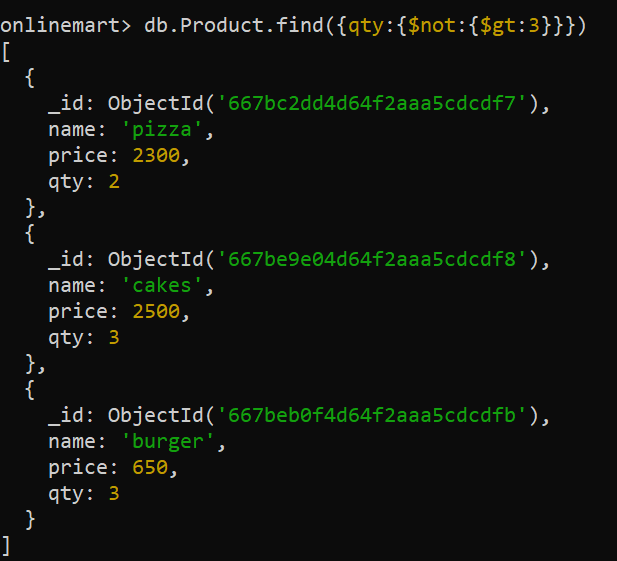 onlinemart> db.Product.find({qty:{$not:{$gt:3}}})
[
  {
    _id: ObjectId('667bc2dd4d64f2aaa5cdcdf7'),
    name: 'pizza',
    price: 2300,
    qty: 2
  },
  {
    _id: ObjectId('667be9e04d64f2aaa5cdcdf8'),
    name: 'cakes',
    price: 2500,
    qty: 3
  },
  {
    _id: ObjectId('667beb0f4d64f2aaa5cdcdfb'),
    name: 'burger',
    price: 650,
    qty: 3
  }
]